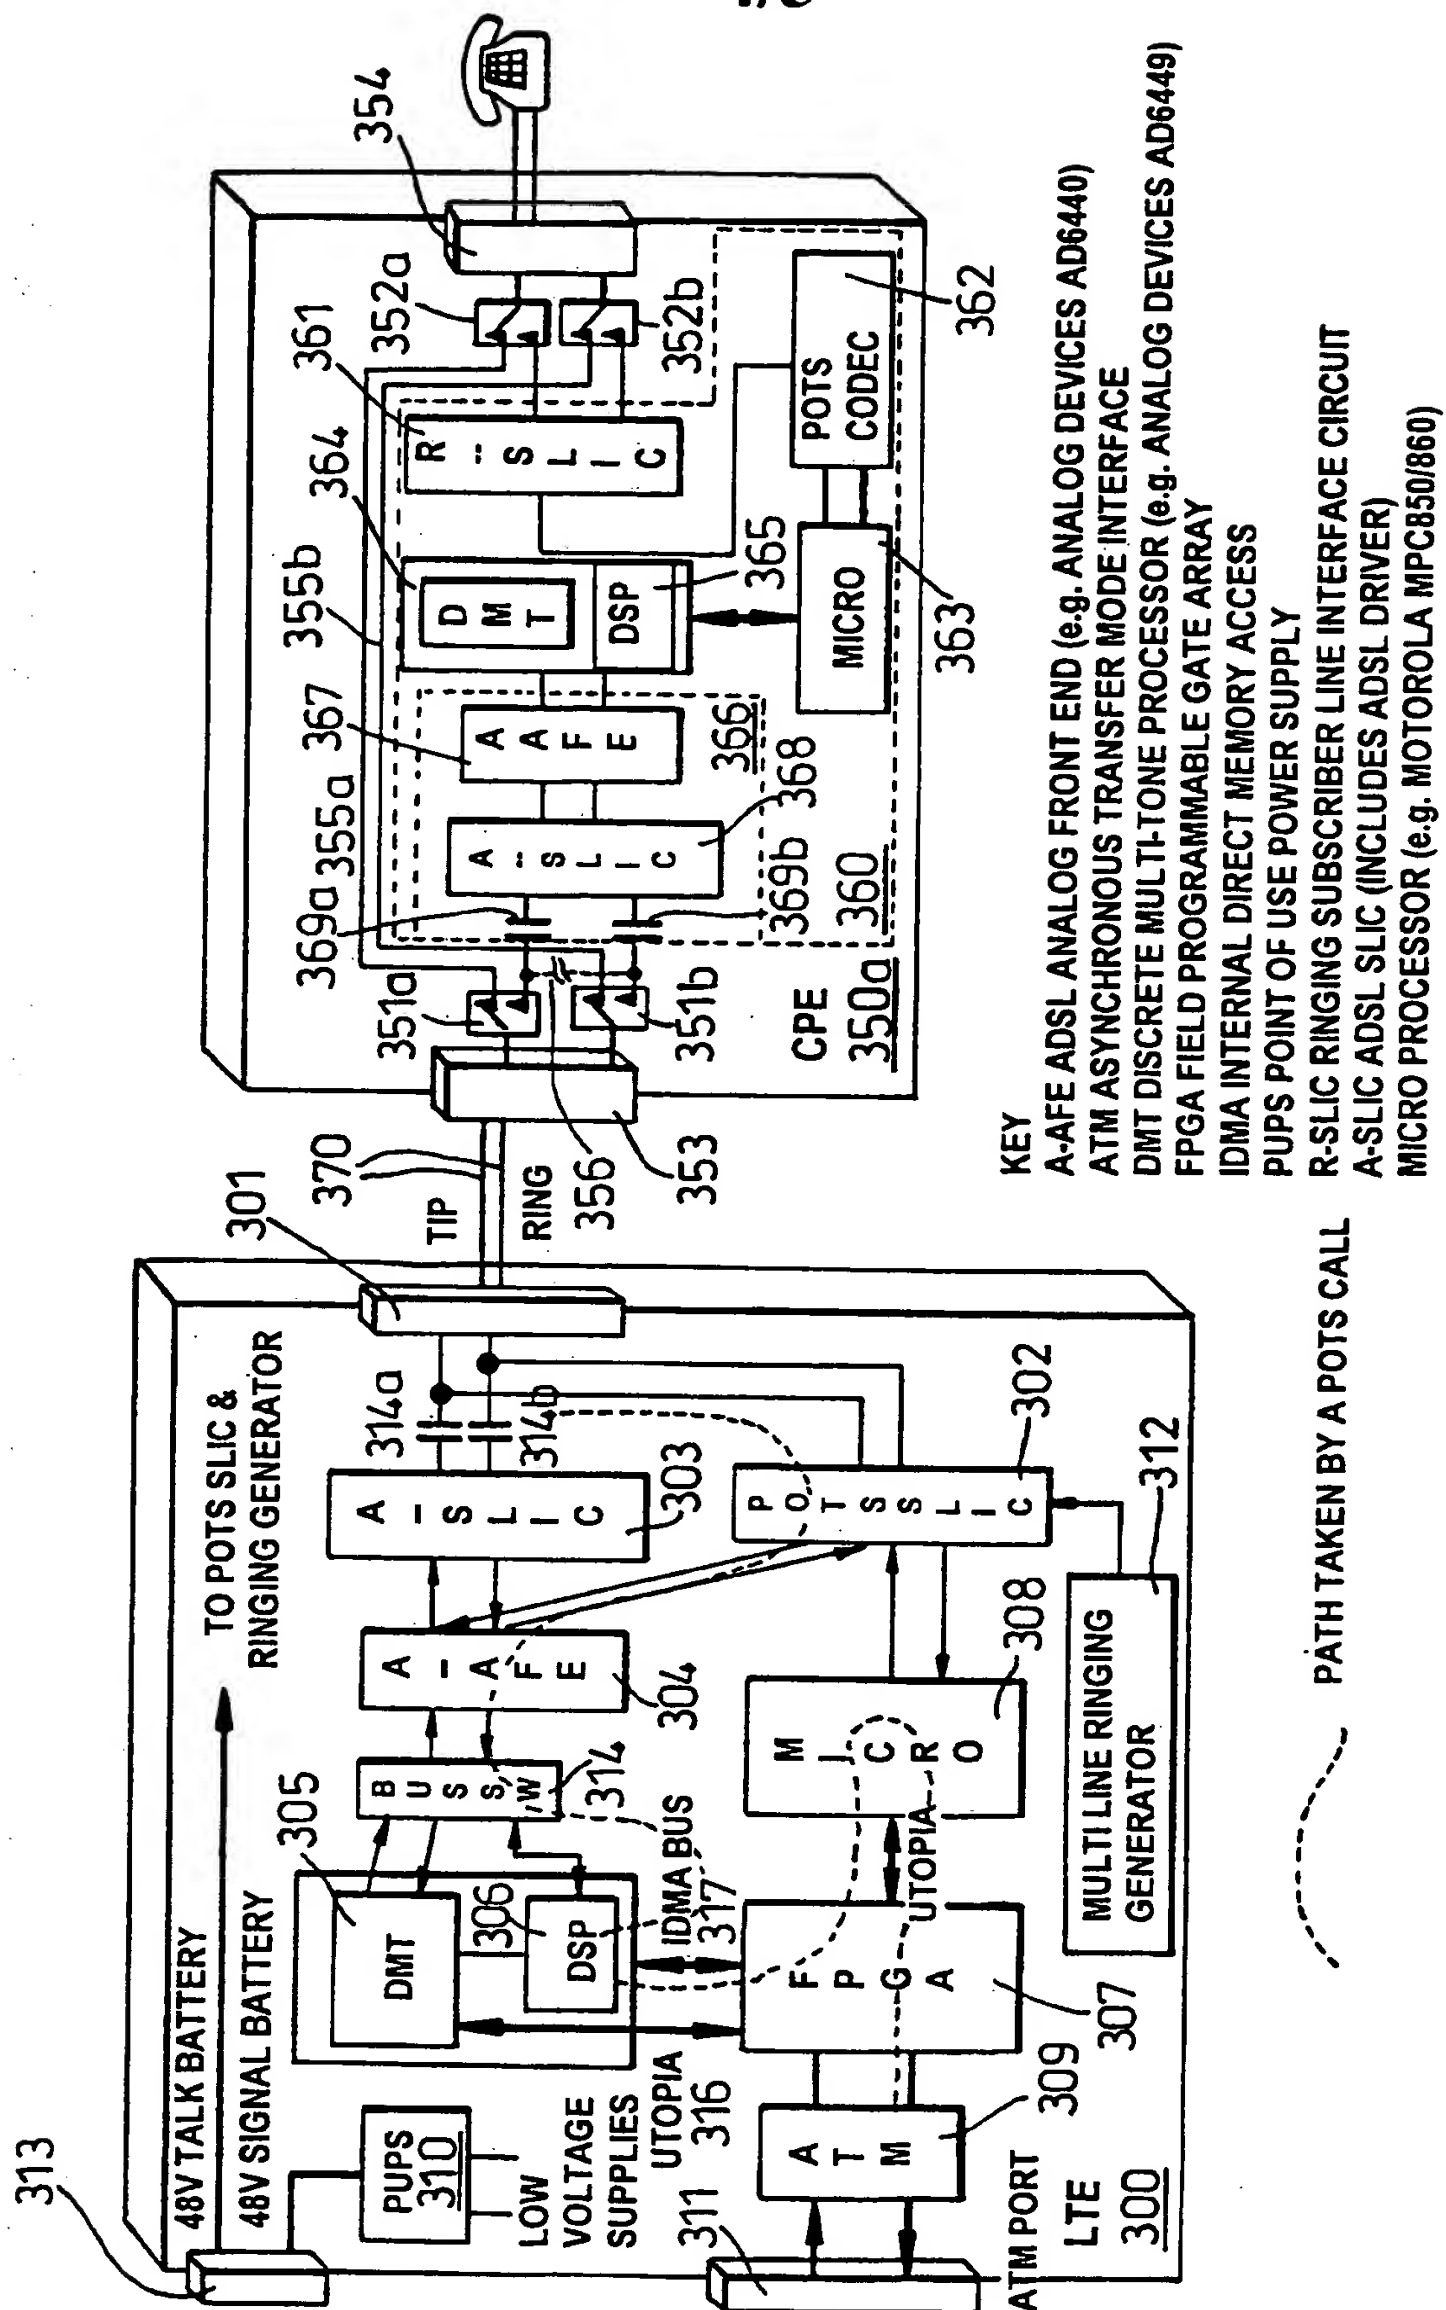 313
48V TALK BATTERY
48V SIGNAL BATTERY
TO POTS SLIC &
RINGING GENERATOR
PUPS
310
LOW
VOLTAGE
SUPPLIES
305
DMT
306
DSP
BUS SW
314
A-AFE
304
A-SLIC
303
314a
314b
301
UTOPIA
316
IDMA BUS
317
311
ATM PORT
ATM
309
FPGA
307
UTOPIA
MICRO
308
POTS SLIC
302
MULTI LINE RINGING
GENERATOR
312
LTE
300
PATH TAKEN BY A POTS CALL
370
TIP
RING
356
353
351a
351b
369a
369b
355a
355b
367
A AFE
366
A--SLIC
368
360
364
DMT
DSP
365
361
R--SLIC
352a
352b
354
MICRO
363
POTS
CODEC
362
CPE
350a
KEY
A-AFE ADSL ANALOG FRONT END (e.g. ANALOG DEVICES AD6440)
ATM ASYNCHRONOUS TRANSFER MODE INTERFACE
DMT DISCRETE MULTI-TONE PROCESSOR (e.g. ANALOG DEVICES AD6449)
FPGA FIELD PROGRAMMABLE GATE ARRAY
IDMA INTERNAL DIRECT MEMORY ACCESS
PUPS POINT OF USE POWER SUPPLY
R-SLIC RINGING SUBSCRIBER LINE INTERFACE CIRCUIT
A-SLIC ADSL SLIC (INCLUDES ADSL DRIVER)
MICRO PROCESSOR (e.g. MOTOROLA MPC850/860)